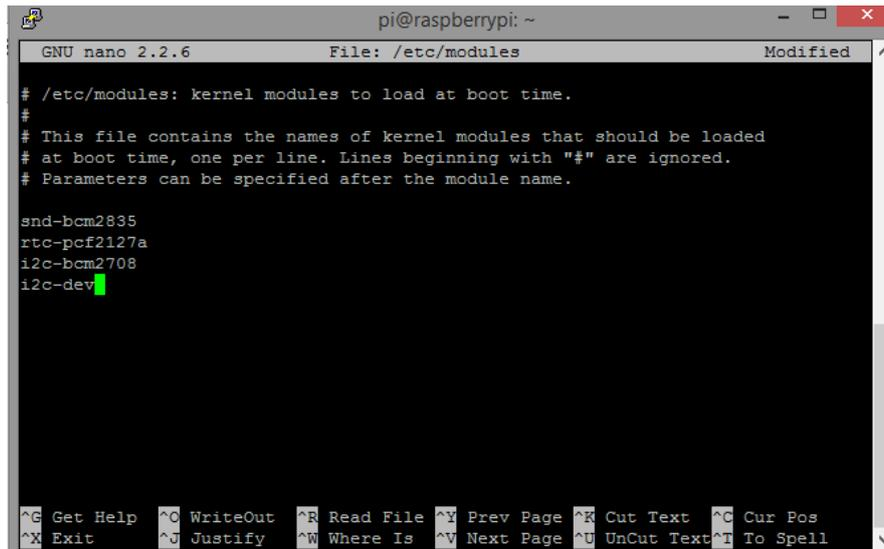 pi@raspberrypi: ~
GNU nano 2.2.6 File: /etc/modules Modified
# /etc/modules: kernel modules to load at boot time.
#
# This file contains the names of kernel modules that should be loaded
# at boot time, one per line. Lines beginning with "#" are ignored.
# Parameters can be specified after the module name.
snd-bcm2835
rtc-pcf2127a
i2c-bcm2708
i2c-dev
^G Get Help ^O WriteOut ^R Read File ^Y Prev Page ^K Cut Text ^C Cur Pos
^X Exit ^J Justify ^W Where Is ^V Next Page ^U UnCut Text ^T To Spell